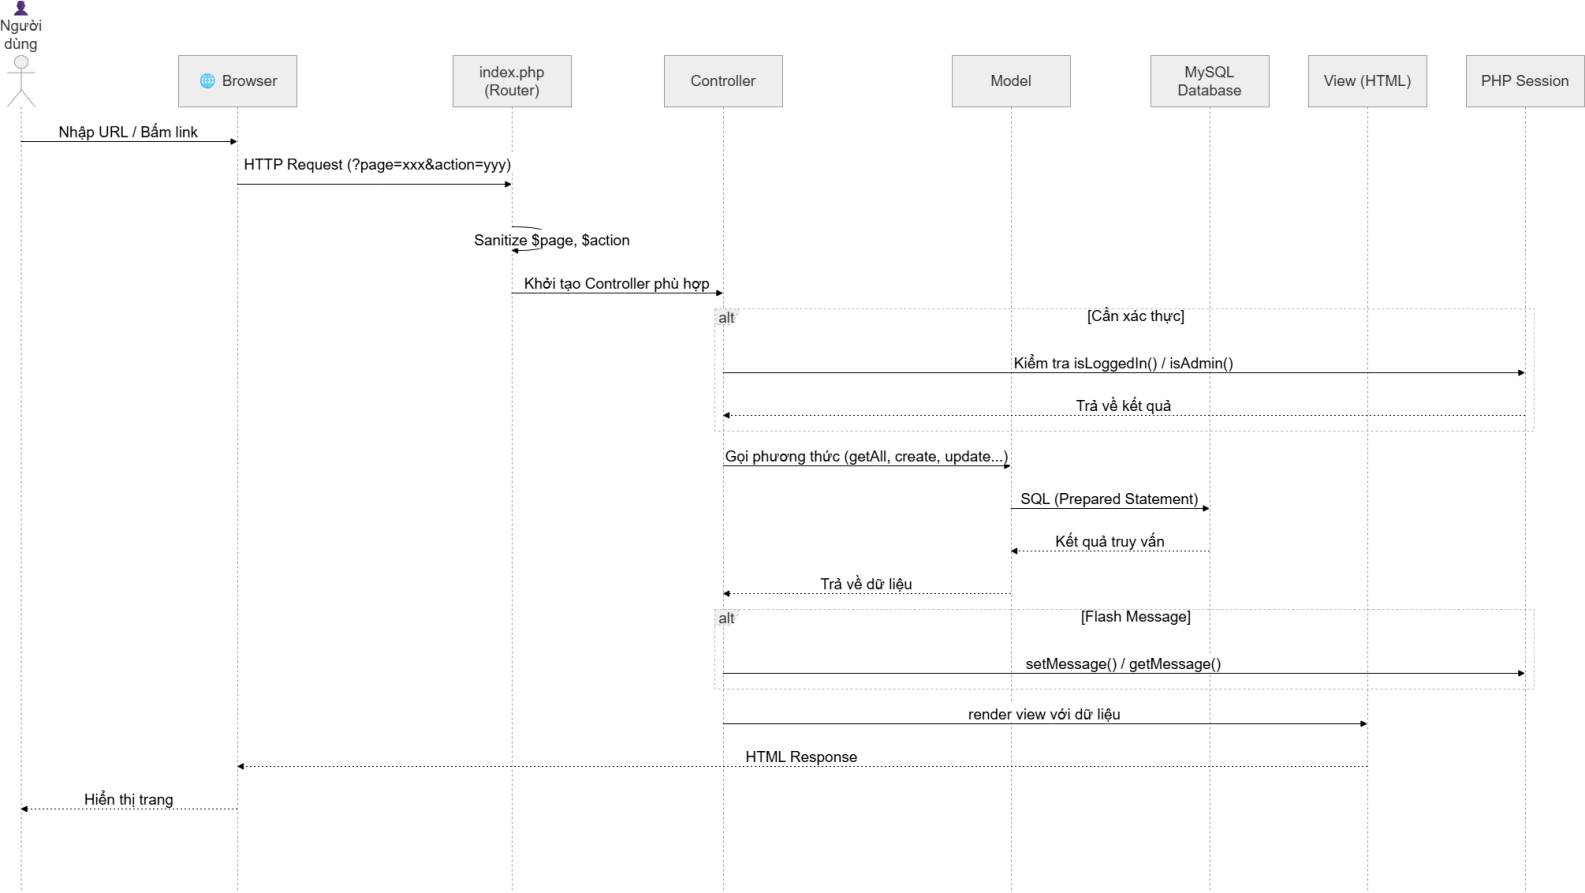 Người
dùng
Browser
index.php
(Router)
Controller
Model
MySQL
Database
View (HTML)
PHP Session
Nhập URL / Bấm link
HTTP Request (?page=xxx&action=yyy)
Sanitize $page, $action
Khởi tạo Controller phù hợp
alt
[Cần xác thực]
Kiểm tra isLoggedIn() / isAdmin()
Trả về kết quả
Gọi phương thức (getAll, create, update...)
SQL (Prepared Statement)
Kết quả truy vấn
Trả về dữ liệu
alt
[Flash Message]
setMessage() / getMessage()
render view với dữ liệu
HTML Response
Hiển thị trang